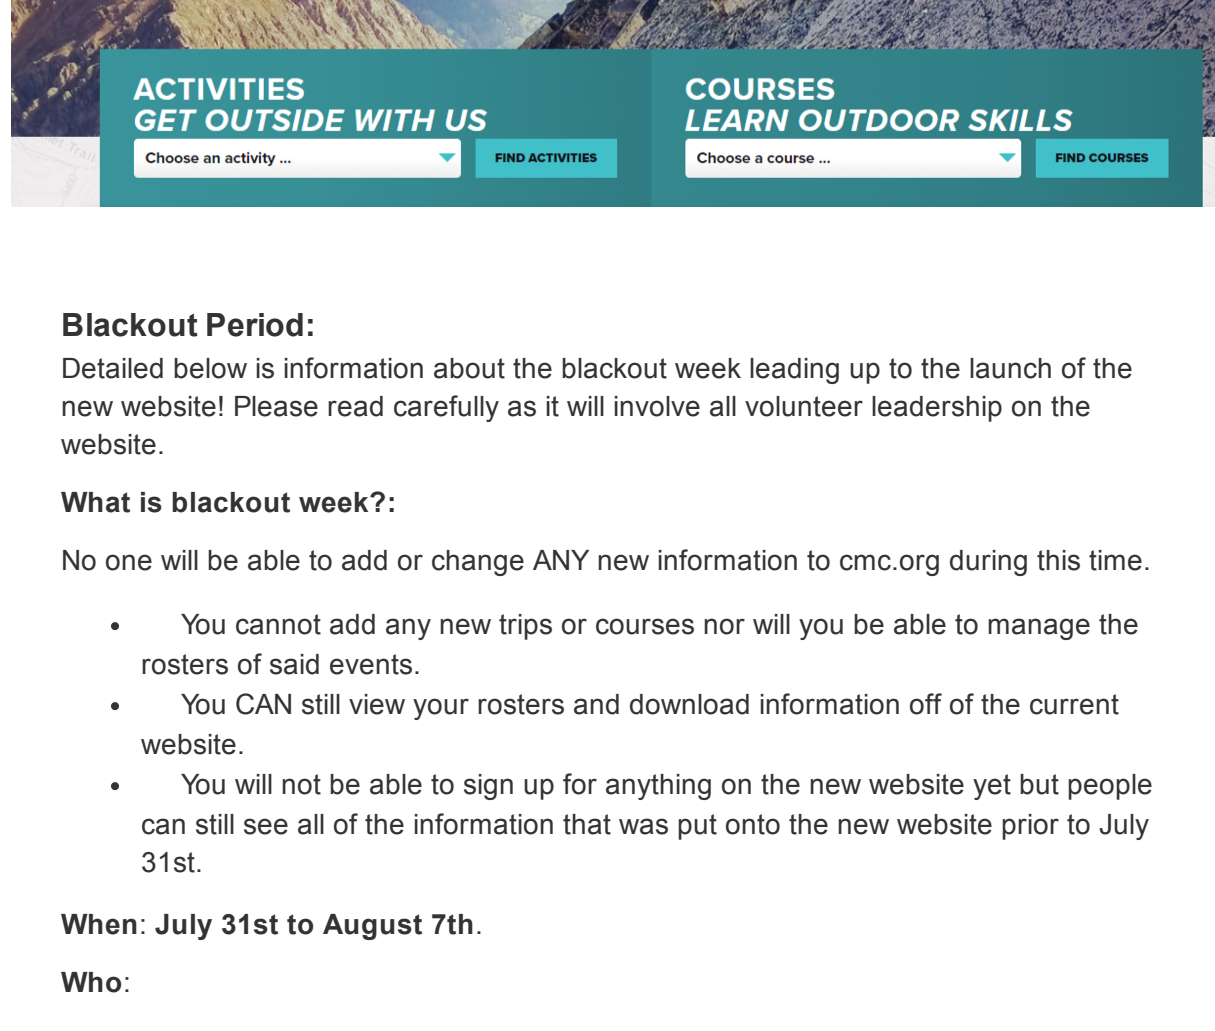 ACTIVITIES
GET OUTSIDE WITH US
Choose an activity ...
FIND ACTIVITIES
COURSES
LEARN OUTDOOR SKILLS
Choose a course ...
FIND COURSES
Blackout Period:
Detailed below is information about the blackout week leading up to the launch of the
new website! Please read carefully as it will involve all volunteer leadership on the
website.
What is blackout week?:
No one will be able to add or change ANY new information to cmc.org during this time.
• You cannot add any new trips or courses nor will you be able to manage the
rosters of said events.
• You CAN still view your rosters and download information off of the current
website.
• You will not be able to sign up for anything on the new website yet but people
can still see all of the information that was put onto the new website prior to July
31st.
When: July 31st to August 7th.
Who: